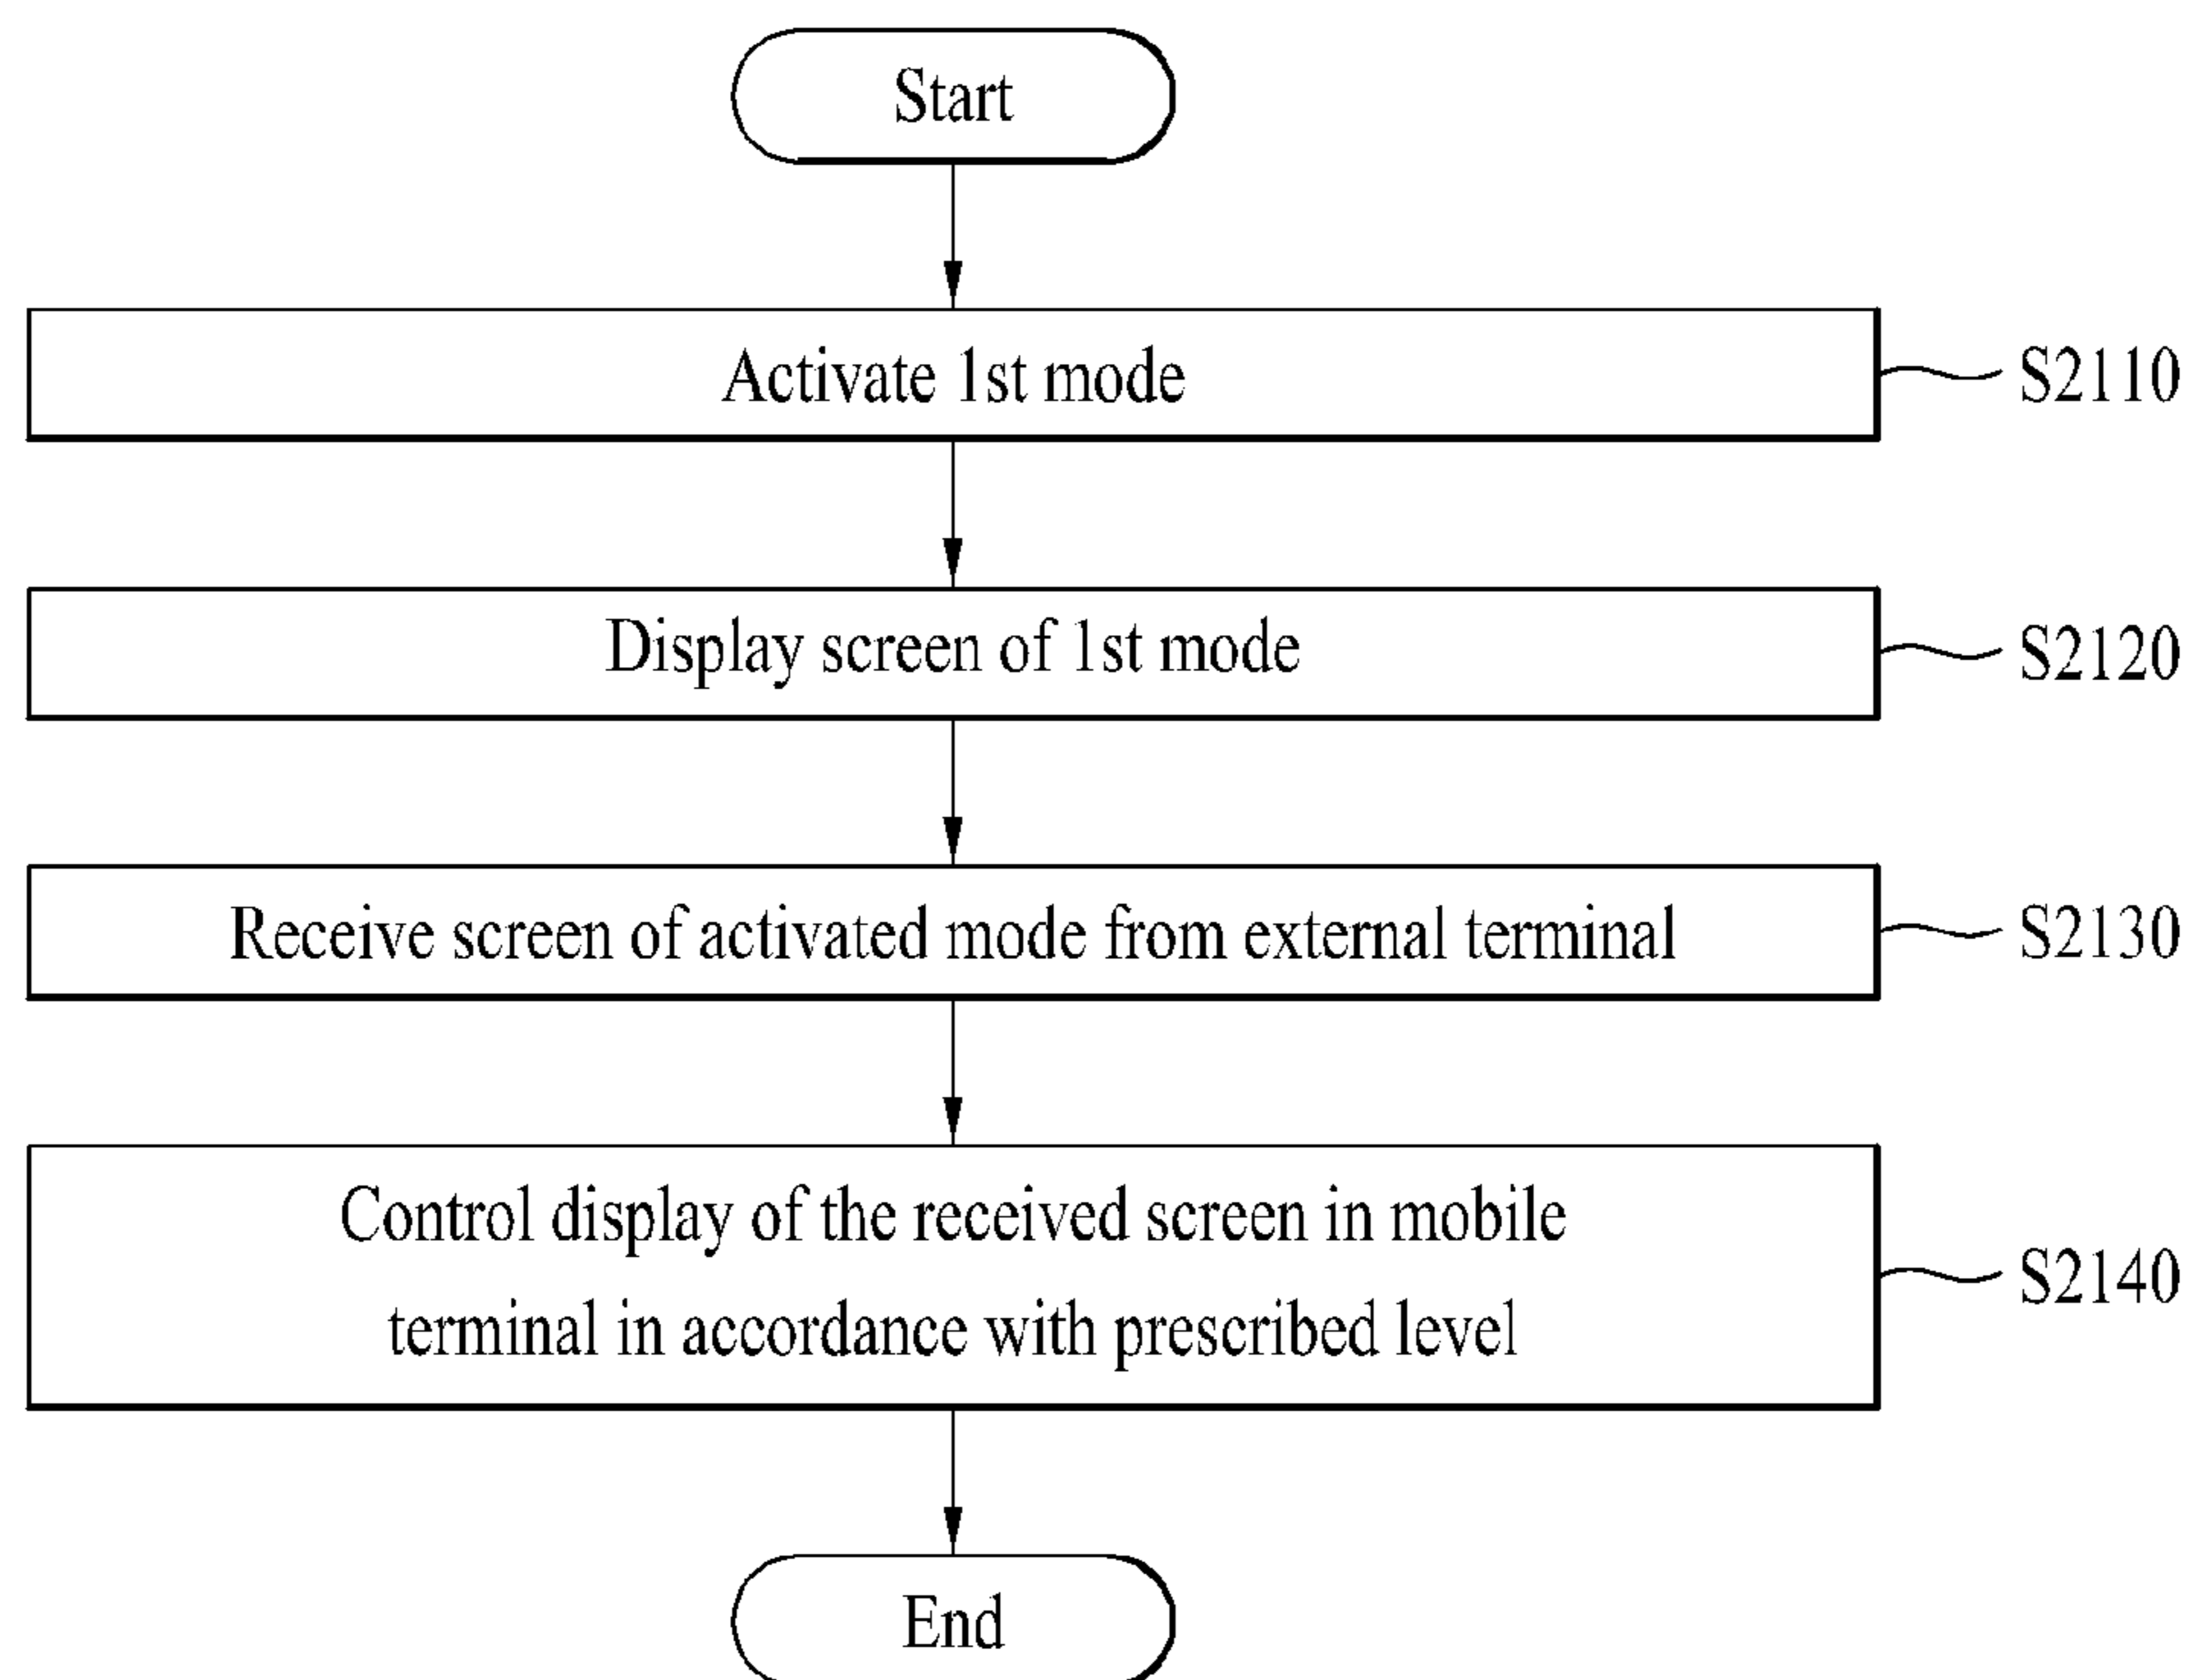 Start
Activate 1st mode
S2110
Display screen of 1st mode
S2120
Receive screen of activated mode from external terminal
S2130
Control display of the received screen in mobile
terminal in accordance with prescribed level
S2140
End